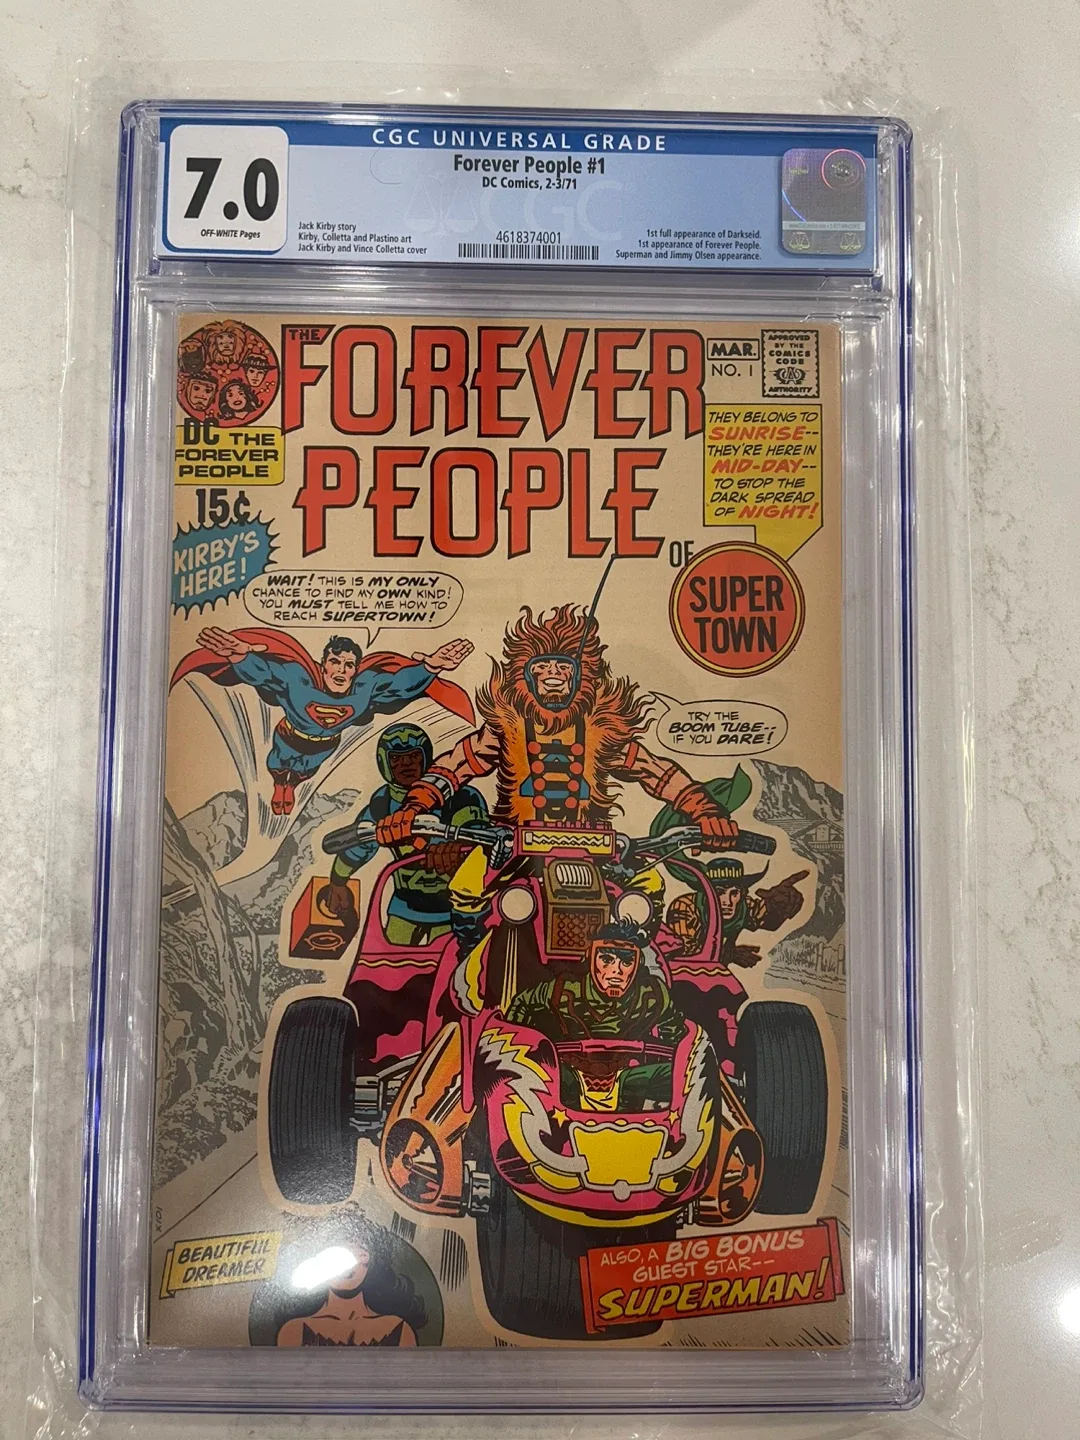 CGC UNIVERSAL GRADE
7.0
OFF-WHITE Pages
Forever People #1
DC Comics, 2-3/71
Jack Kirby story
Kirby, Colletta and Plastino art
Jack Kirby and Vince Colletta cover
4618374001
1st full appearance of Darkseid.
1st appearance of Forever People.
Superman and Jimmy Olsen appearance.
CGC
THE
FOREVER
PEOPLE
OF
SUPER
TOWN
MAR.
NO. 1
APPROVED
BY THE
COMICS
CODE
CA
AUTHORITY
DC THE
FOREVER
PEOPLE
15¢
KIRBY'S
HERE!
THEY BELONG TO
SUNRISE--
THEY'RE HERE IN
MID-DAY--
TO STOP THE
DARK SPREAD
OF NIGHT!
WAIT! THIS IS MY ONLY
CHANCE TO FIND MY OWN KIND!
YOU MUST TELL ME HOW TO
REACH SUPERTOWN!
S
TRY THE
BOOM TUBE--
IF YOU DARE!
X101
BEAUTIFUL
DREAMER
ALSO, A BIG BONUS
GUEST STAR--
SUPERMAN!